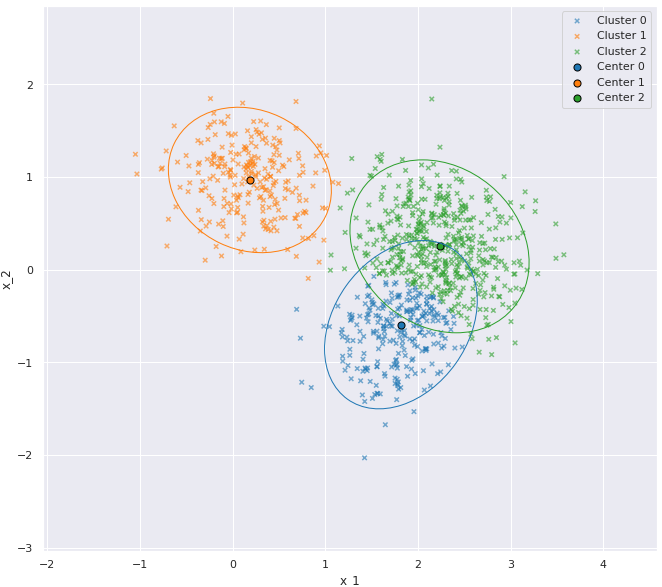 Cluster 0
Cluster 1
Cluster 2
Center 0
Center 1
Center 2
2
1
0
−1
−2
−3
x_2
−2
−1
0
1
2
3
4
x 1